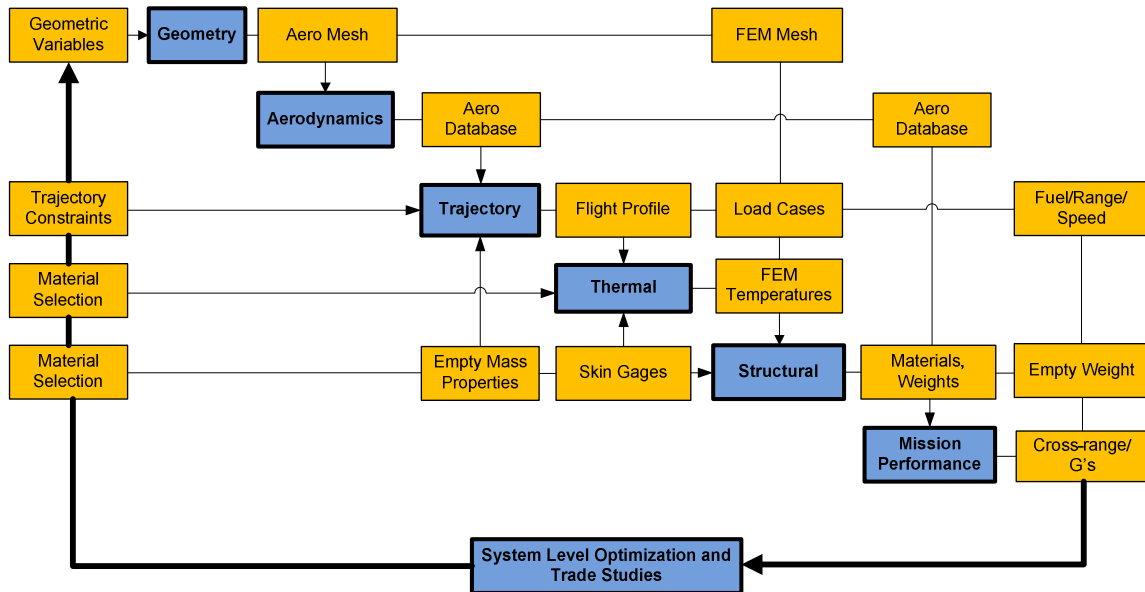 Geometric
Variables
Geometry
Aero Mesh
FEM Mesh
Aerodynamics
Aero
Database
Aero
Database
Trajectory
Constraints
Trajectory
Flight Profile
Load Cases
Fuel/Range/
Speed
Material
Selection
Thermal
FEM
Temperatures
Material
Selection
Empty Mass
Properties
Skin Gages
Structural
Materials,
Weights
Empty Weight
Mission
Performance
Cross-range/
G's
System Level Optimization and
Trade Studies